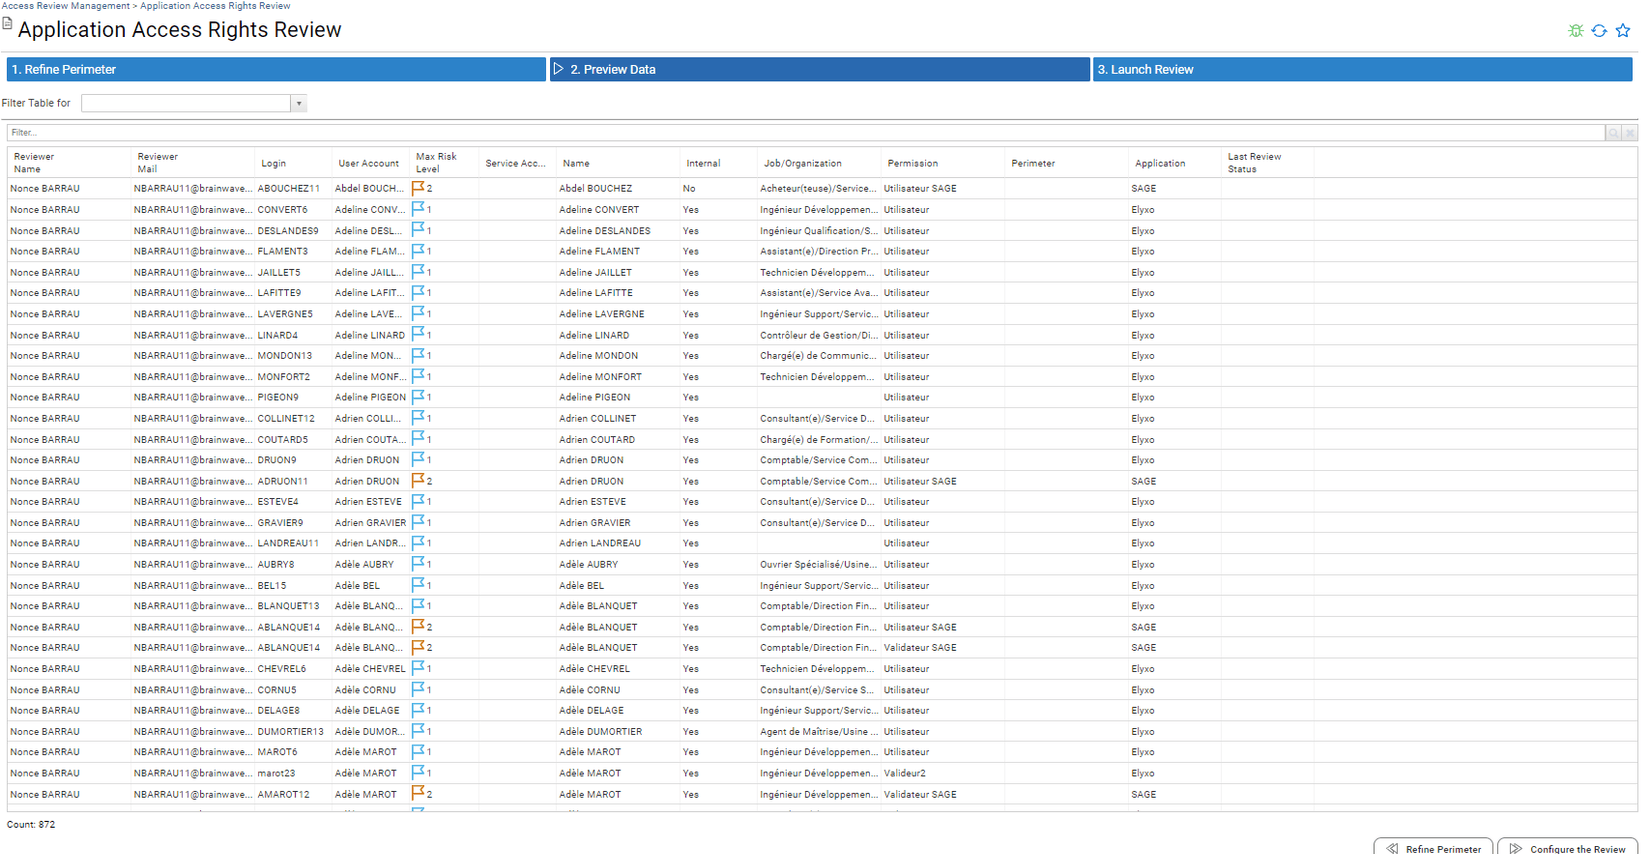 Access Review Management > Application Access Rights Review
Application Access Rights Review
1. Refine Perimeter 2. Preview Data 3. Launch Review
Filter Table for
Filter...
Reviewer Name Reviewer Mail Login User Account Max Risk Level Service Acc... Name Internal Job/Organization Permission Perimeter Application Last Review Status
Nonce BARRAU NBARRAU11@brainwave... ABOUCHEZ11 Abdel BOUCH... 2 Abdel BOUCHEZ No Acheteur(teuse)/Service... Utilisateur SAGE SAGE
Nonce BARRAU NBARRAU11@brainwave... CONVERT6 Adeline CONV... 1 Adeline CONVERT Yes Ingénieur Développemen... Utilisateur Elyxo
Nonce BARRAU NBARRAU11@brainwave... DESLANDES9 Adeline DESL... 1 Adeline DESLANDES Yes Ingénieur Qualification/S... Utilisateur Elyxo
Nonce BARRAU NBARRAU11@brainwave... FLAMENT3 Adeline FLAM... 1 Adeline FLAMENT Yes Assistant(e)/Direction Pr... Utilisateur Elyxo
Nonce BARRAU NBARRAU11@brainwave... JAILLET5 Adeline JAILL... 1 Adeline JAILLET Yes Technicien Développem... Utilisateur Elyxo
Nonce BARRAU NBARRAU11@brainwave... LAFITTE9 Adeline LAFIT... 1 Adeline LAFITTE Yes Assistant(e)/Service Ava... Utilisateur Elyxo
Nonce BARRAU NBARRAU11@brainwave... LAVERGNE5 Adeline LAVE... 1 Adeline LAVERGNE Yes Ingénieur Support/Servic... Utilisateur Elyxo
Nonce BARRAU NBARRAU11@brainwave... LINARD4 Adeline LINARD 1 Adeline LINARD Yes Contrôleur de Gestion/Di... Utilisateur Elyxo
Nonce BARRAU NBARRAU11@brainwave... MONDON13 Adeline MON... 1 Adeline MONDON Yes Chargé(e) de Communic... Utilisateur Elyxo
Nonce BARRAU NBARRAU11@brainwave... MONFORT2 Adeline MONF... 1 Adeline MONFORT Yes Technicien Développem... Utilisateur Elyxo
Nonce BARRAU NBARRAU11@brainwave... PIGEON9 Adeline PIGEON 1 Adeline PIGEON Yes Utilisateur Elyxo
Nonce BARRAU NBARRAU11@brainwave... COLLINET12 Adrien COLLI... 1 Adrien COLLINET Yes Consultant(e)/Service D... Utilisateur Elyxo
Nonce BARRAU NBARRAU11@brainwave... COUTARD5 Adrien COUTA... 1 Adrien COUTARD Yes Chargé(e) de Formation/... Utilisateur Elyxo
Nonce BARRAU NBARRAU11@brainwave... DRUON9 Adrien DRUON 1 Adrien DRUON Yes Comptable/Service Com... Utilisateur Elyxo
Nonce BARRAU NBARRAU11@brainwave... ADRUON11 Adrien DRUON 2 Adrien DRUON Yes Comptable/Service Com... Utilisateur SAGE SAGE
Nonce BARRAU NBARRAU11@brainwave... ESTEVE4 Adrien ESTEVE 1 Adrien ESTEVE Yes Consultant(e)/Service D... Utilisateur Elyxo
Nonce BARRAU NBARRAU11@brainwave... GRAVIER9 Adrien GRAVIER 1 Adrien GRAVIER Yes Consultant(e)/Service D... Utilisateur Elyxo
Nonce BARRAU NBARRAU11@brainwave... LANDREAU11 Adrien LANDR... 1 Adrien LANDREAU Yes Utilisateur Elyxo
Nonce BARRAU NBARRAU11@brainwave... AUBRY8 Adèle AUBRY 1 Adèle AUBRY Yes Ouvrier Spécialisé/Usine... Utilisateur Elyxo
Nonce BARRAU NBARRAU11@brainwave... BEL15 Adèle BEL 1 Adèle BEL Yes Ingénieur Support/Servic... Utilisateur Elyxo
Nonce BARRAU NBARRAU11@brainwave... BLANQUET13 Adèle BLANQ... 1 Adèle BLANQUET Yes Comptable/Direction Fin... Utilisateur Elyxo
Nonce BARRAU NBARRAU11@brainwave... ABLANQUE14 Adèle BLANQ... 2 Adèle BLANQUET Yes Comptable/Direction Fin... Utilisateur SAGE SAGE
Nonce BARRAU NBARRAU11@brainwave... ABLANQUE14 Adèle BLANQ... 2 Adèle BLANQUET Yes Comptable/Direction Fin... Validateur SAGE SAGE
Nonce BARRAU NBARRAU11@brainwave... CHEVREL6 Adèle CHEVREL 1 Adèle CHEVREL Yes Technicien Développem... Utilisateur Elyxo
Nonce BARRAU NBARRAU11@brainwave... CORNU5 Adèle CORNU 1 Adèle CORNU Yes Consultant(e)/Service S... Utilisateur Elyxo
Nonce BARRAU NBARRAU11@brainwave... DELAGE8 Adèle DELAGE 1 Adèle DELAGE Yes Ingénieur Support/Servic... Utilisateur Elyxo
Nonce BARRAU NBARRAU11@brainwave... DUMORTIER13 Adèle DUMOR... 1 Adèle DUMORTIER Yes Agent de Maîtrise/Usine ... Utilisateur Elyxo
Nonce BARRAU NBARRAU11@brainwave... MAROT6 Adèle MAROT 1 Adèle MAROT Yes Ingénieur Développemen... Utilisateur Elyxo
Nonce BARRAU NBARRAU11@brainwave... marot23 Adèle MAROT 1 Adèle MAROT Yes Ingénieur Développemen... Valideur2 Elyxo
Nonce BARRAU NBARRAU11@brainwave... AMAROT12 Adèle MAROT 2 Adèle MAROT Yes Ingénieur Développemen... Validateur SAGE SAGE
Count: 872
Refine Perimeter Configure the Review